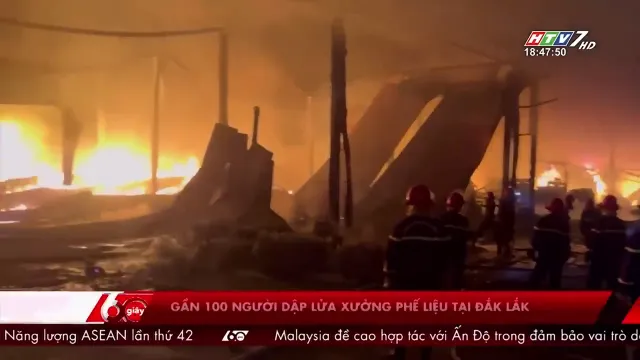 HTV7 HD
18:47:50
60 giây
GẦN 100 NGƯỜI DẬP LỬA XƯỞNG PHẾ LIỆU TẠI ĐẮK LẮK
Năng lượng ASEAN lần thứ 42 60s Malaysia đề cao hợp tác với Ấn Độ trong đảm bảo vai trò